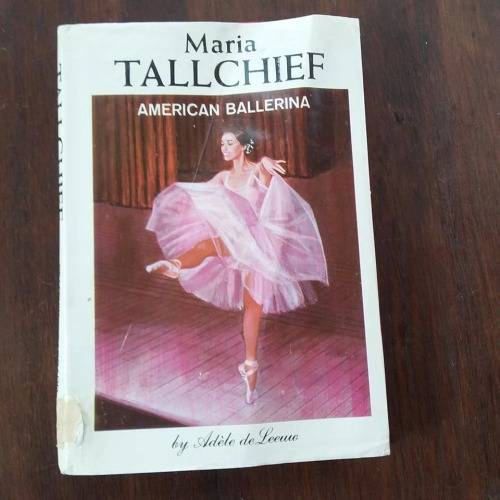 Maria
TALLCHIEF
AMERICAN BALLERINA
by Adèle deLeeuw
TALLCHIEF